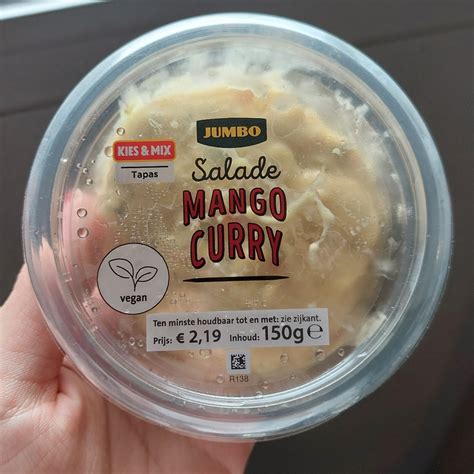 JUMBO
KIES & MIX
Tapas
Salade
MANGO
CURRY
vegan
Ten minste houdbaar tot en met: zie zijkant.
Prijs: € 2,19 Inhoud: 150g ℮
R138